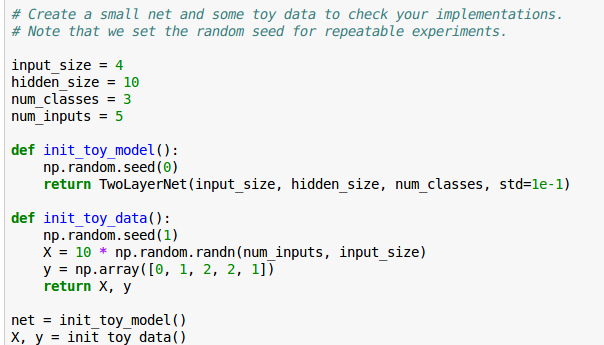 # Create a small net and some toy data to check your implementations.
# Note that we set the random seed for repeatable experiments.
input_size = 4
hidden_size = 10
num_classes = 3
num_inputs = 5
def init_toy_model():
np.random.seed(0)
return TwoLayerNet(input_size, hidden_size, num_classes, std=1e-1)
def init_toy_data():
np.random.seed(1)
X = 10 * np.random.randn(num_inputs, input_size)
y = np.array([0, 1, 2, 2, 1])
return X, y
net = init_toy_model()
X, y = init_toy_data()